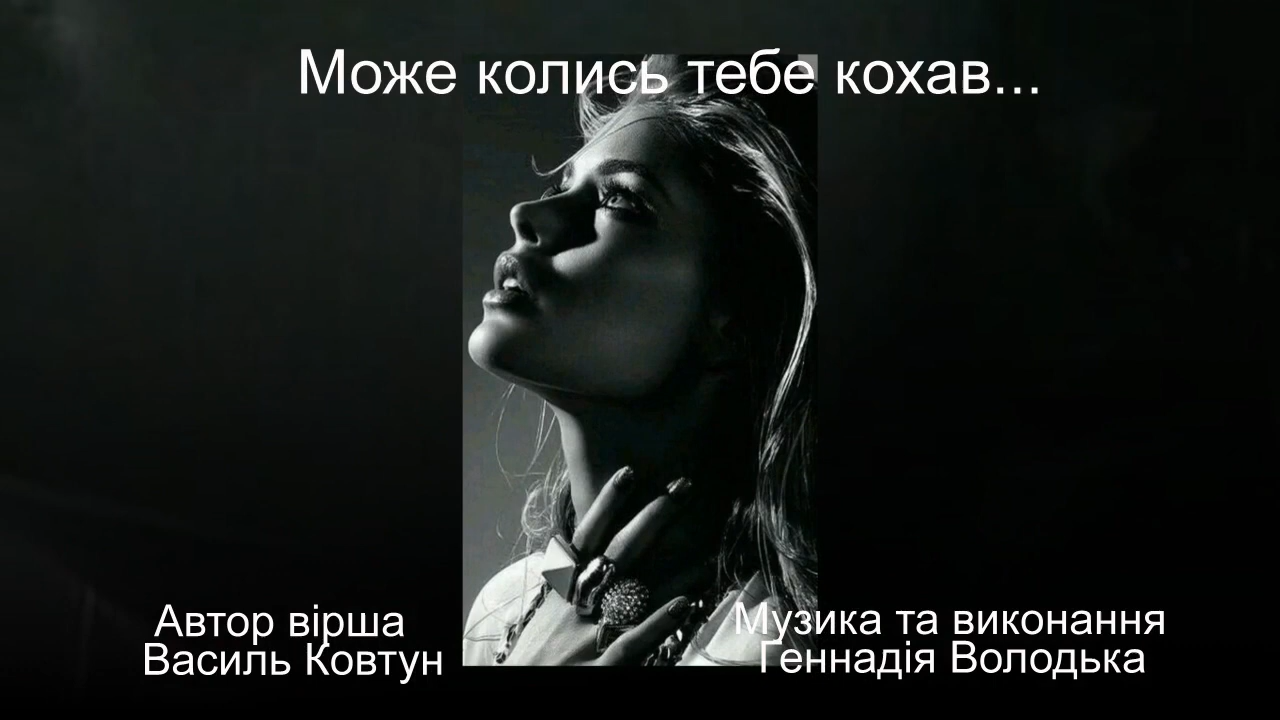 Може колись тебе кохав...
Автор вірша
Василь Ковтун
Музика та виконання
Геннадія Володька